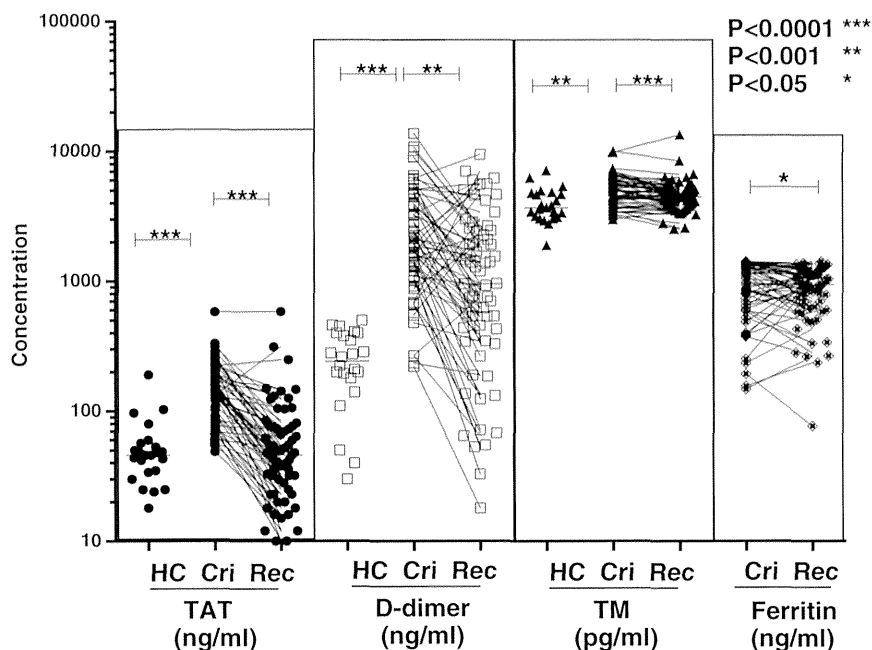 P<0.0001 ***
P<0.001 **
P<0.05 *
Concentration
100000
10000
1000
100
10
*** *** *** ** ** *** *
HC Cri Rec HC Cri Rec HC Cri Rec Cri Rec
TAT D-dimer TM Ferritin
(ng/ml) (ng/ml) (pg/ml) (ng/ml)